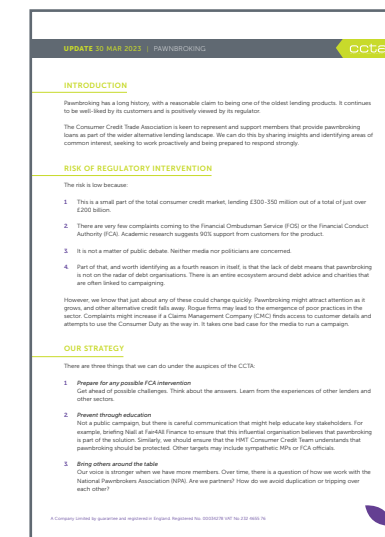 UPDATE 30 MAR 2023 | PAWNBROKING
ccta
INTRODUCTION
Pawnbroking has a long history, with a reasonable claim to being one of the oldest lending products. It continues
to be well-liked by its customers and is positively viewed by its regulator.
The Consumer Credit Trade Association is keen to represent and support members that provide pawnbroking
loans as part of the wider alternative lending landscape. We can do this by sharing insights and identifying areas of
common interest, seeking to work proactively and being prepared to respond strongly.
RISK OF REGULATORY INTERVENTION
The risk is low because:
1 This is a small part of the total consumer credit market, lending £300-350 million out of a total of just over
£200 billion.
2. There are very few complaints coming to the Financial Ombudsman Service (FOS) or the Financial Conduct
Authority (FCA). Academic research suggests 90% support from customers for the product.
3. It is not a matter of public debate. Neither media nor politicians are concerned.
4. Part of that, and worth identifying as a fourth reason in itself, is that the lack of debt means that pawnbroking
is not on the radar of debt organisations. There is an entire ecosystem around debt advice and charities that
are often linked to campaigning.
However, we know that just about any of these could change quickly. Pawnbroking might attract attention as it
grows, and other alternative credit falls away. Rogue firms may lead to the emergence of poor practices in the
sector. Complaints might increase if a Claims Management Company (CMC) finds access to customer details and
attempts to use the Consumer Duty as the way in. It takes one bad case for the media to run a campaign.
OUR STRATEGY
There are three things that we can do under the auspices of the CCTA:
1 Prepare for any possible FCA intervention
Get ahead of possible challenges. Think about the answers. Learn from the experiences of other lenders and
other sectors.
2. Prevent through education
Not a public campaign, but there is careful communication that might help educate key stakeholders. For
example, briefing Niall at Fair4All Finance to ensure that this influential organisation believes that pawnbroking
is part of the solution. Similarly, we should ensure that the HMT Consumer Credit Team understands that
pawnbroking should be protected. Other targets may include sympathetic MPs or FCA officials.
3. Bring others around the table
Our voice is stronger when we have more members. Over time, there is a question of how we work with the
National Pawnbrokers Association (NPA). Are we partners? How do we avoid duplication or tripping over
each other?
A Company Limited by guarantee and registered in England. Registered No. 00034278 VAT No 232 4655 76